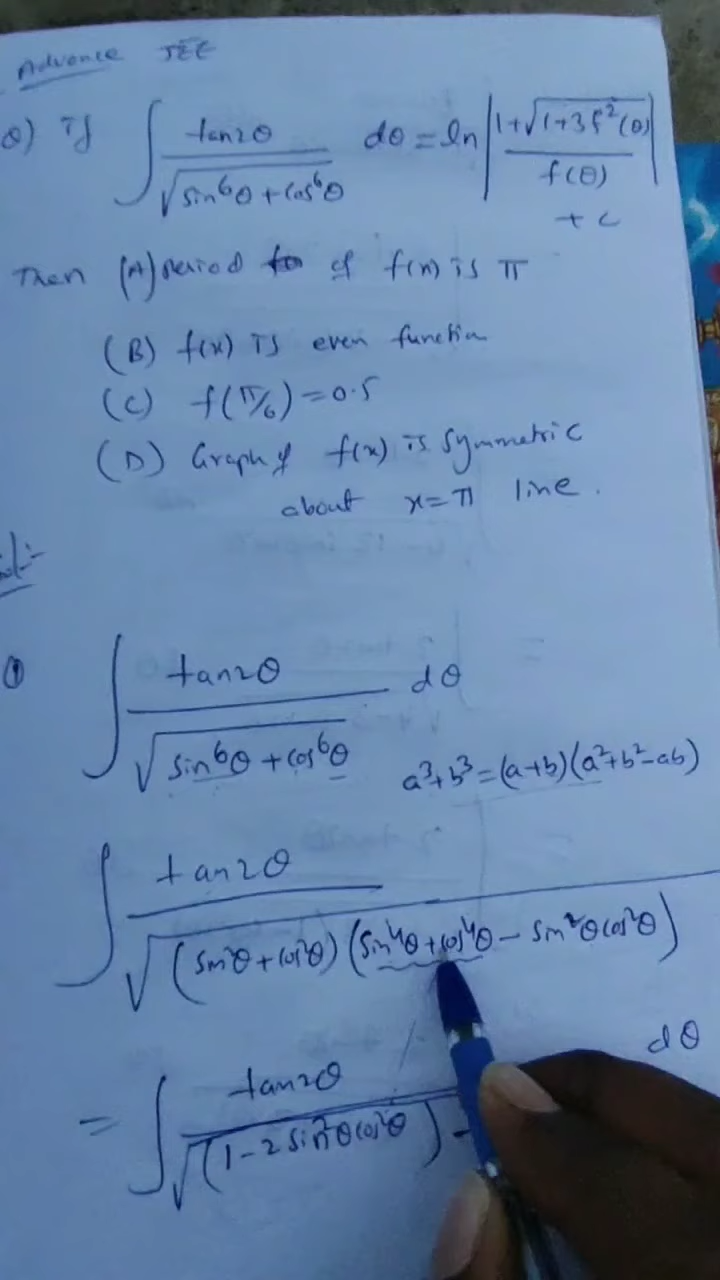 Advance JEE
Q) If ∫ tan2θ / √(sin⁶θ + cos⁶θ) dθ = ln |(1+√(1+3f²(θ))) / f(θ)| + c
Then (A) period of f(x) is π
(B) f(x) is even function
(C) f(π/6) = 0.5
(D) Graph of f(x) is symmetric
about x=π line.
① ∫ tan2θ / √(sin⁶θ + cos⁶θ) dθ
a³+b³ = (a+b)(a²+b²-ab)
∫ tan2θ / √((sin²θ + cos²θ)(sin⁴θ + cos⁴θ - sin²θcos²θ)) dθ
= ∫ tan2θ / √((1-2sin²θcos²θ) -